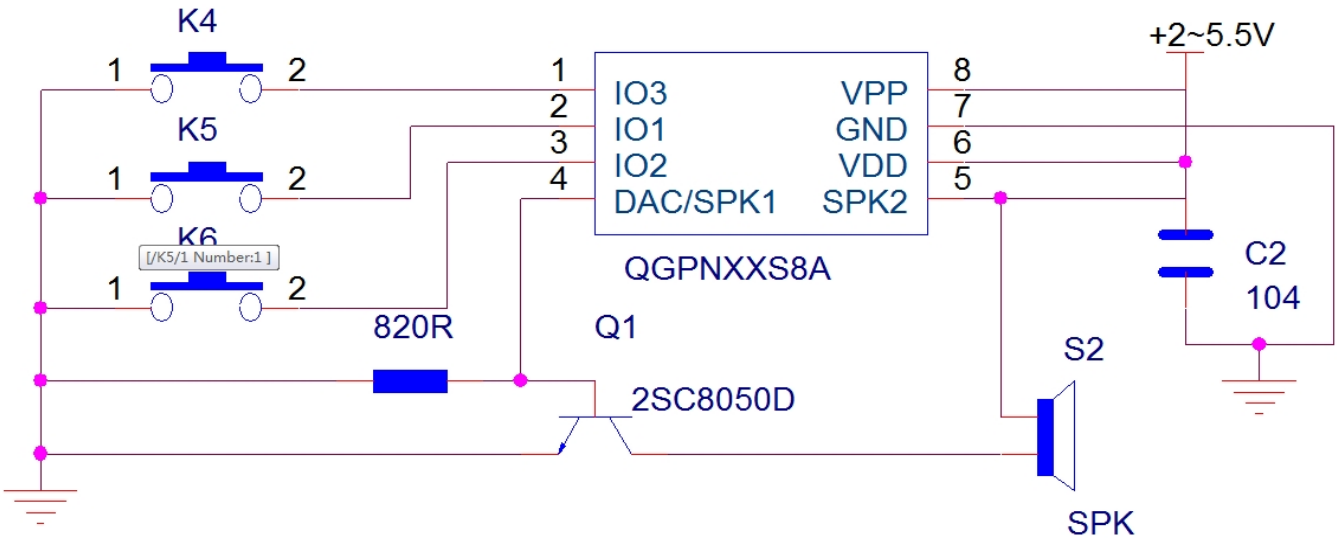 K4
+2~5.5V
1
2
1
IO3
VPP
8
K5
2
IO1
GND
7
3
IO2
VDD
6
1
2
4
DAC/SPK1
SPK2
5
K6
[/K5/1 Number:1 ]
QGPNXXS8A
C2
104
1
2
820R
Q1
S2
2SC8050D
SPK